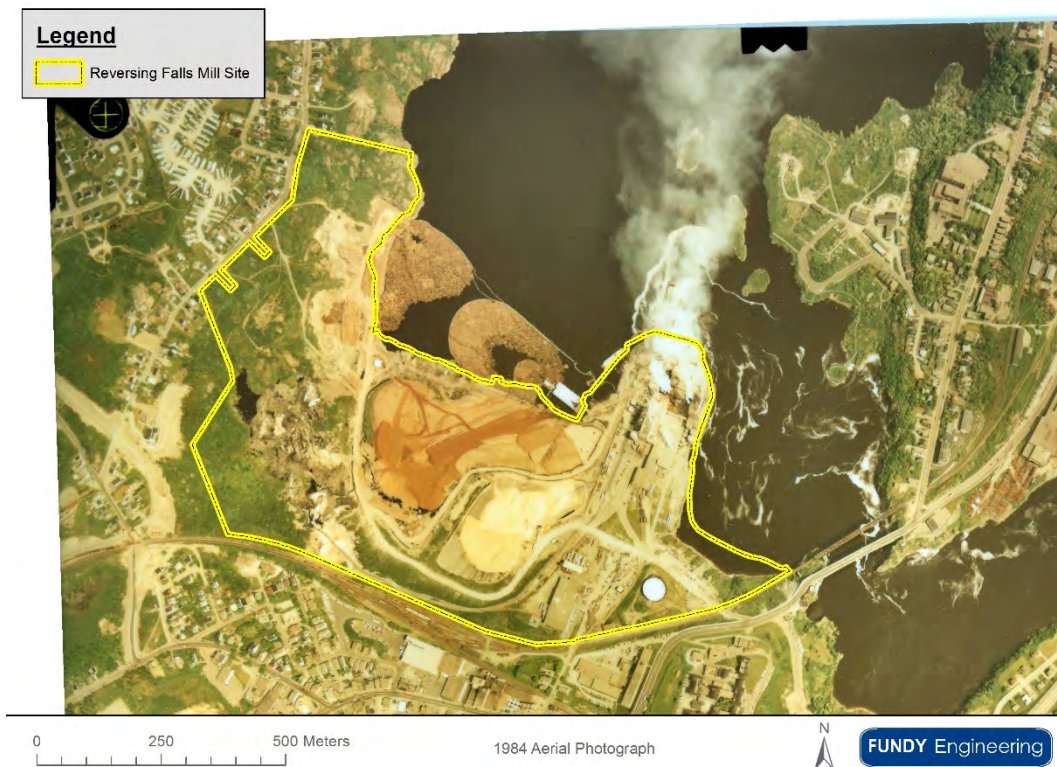 Legend
Reversing Falls Mill Site
0 250 500 Meters
1984 Aerial Photograph
N
FUNDY Engineering